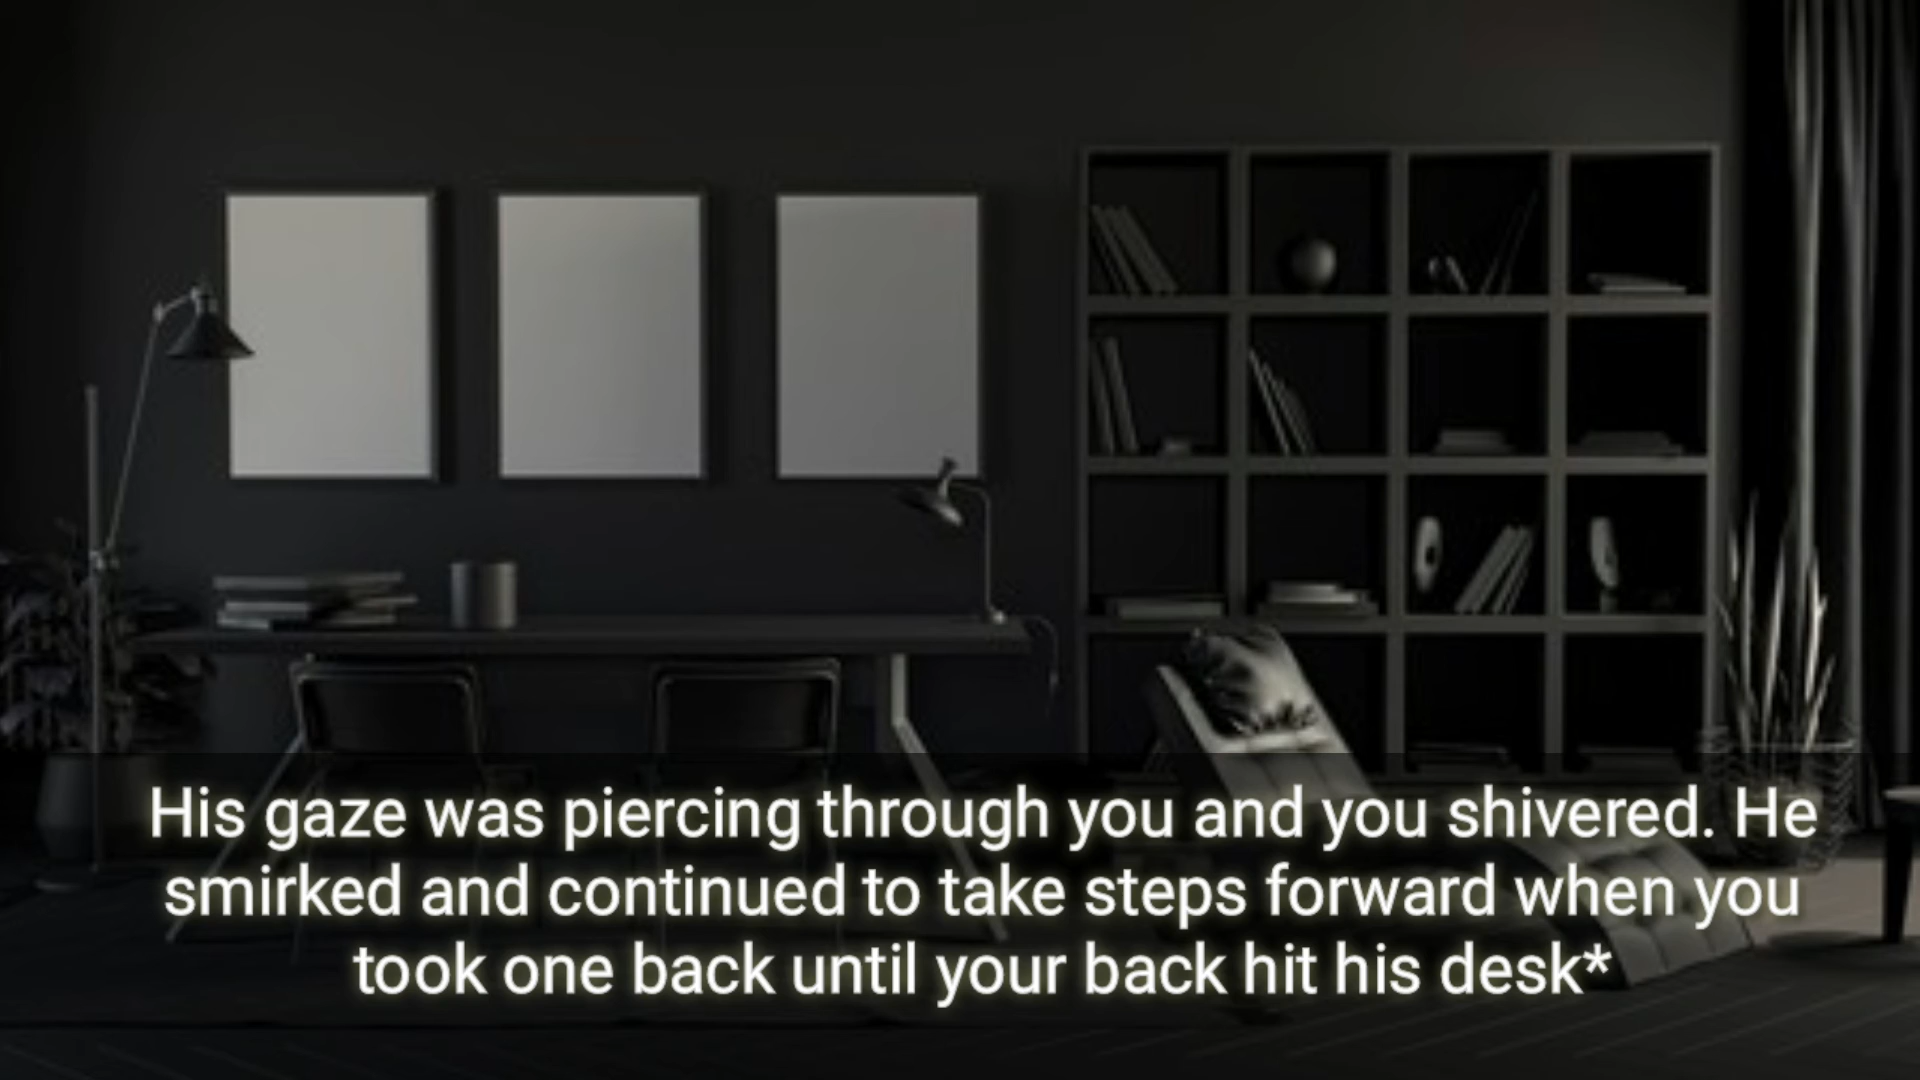 His gaze was piercing through you and you shivered. He
smirked and continued to take steps forward when you
took one back until your back hit his desk*